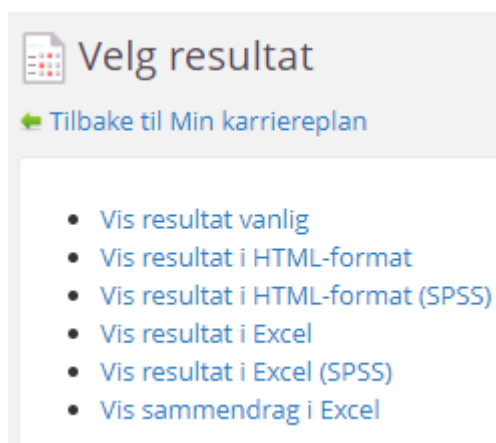 Velg resultat
Tilbake til Min karriereplan
Vis resultat vanlig
Vis resultat i HTML-format
Vis resultat i HTML-format (SPSS)
Vis resultat i Excel
Vis resultat i Excel (SPSS)
Vis sammendrag i Excel